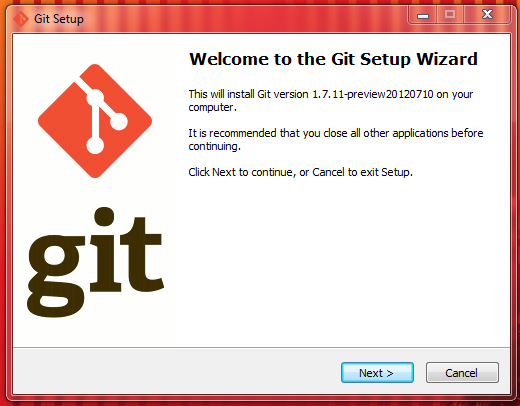 Git Setup
Welcome to the Git Setup Wizard
This will install Git version 1.7.11-preview20120710 on your
computer.
It is recommended that you close all other applications before
continuing.
Click Next to continue, or Cancel to exit Setup.
git
Next >
Cancel